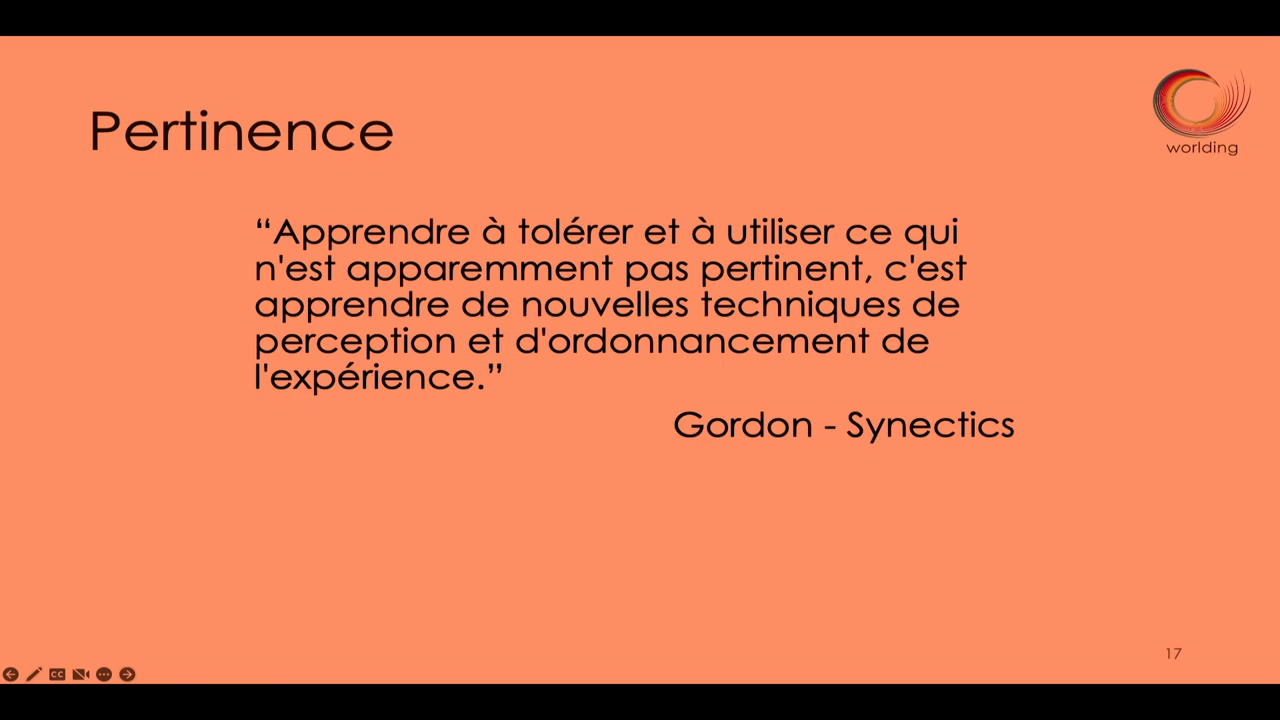 Pertinence
worlding
“Apprendre à tolérer et à utiliser ce qui
n'est apparemment pas pertinent, c'est
apprendre de nouvelles techniques de
perception et d'ordonnancement de
l'expérience.”
Gordon - Synectics
17
CC